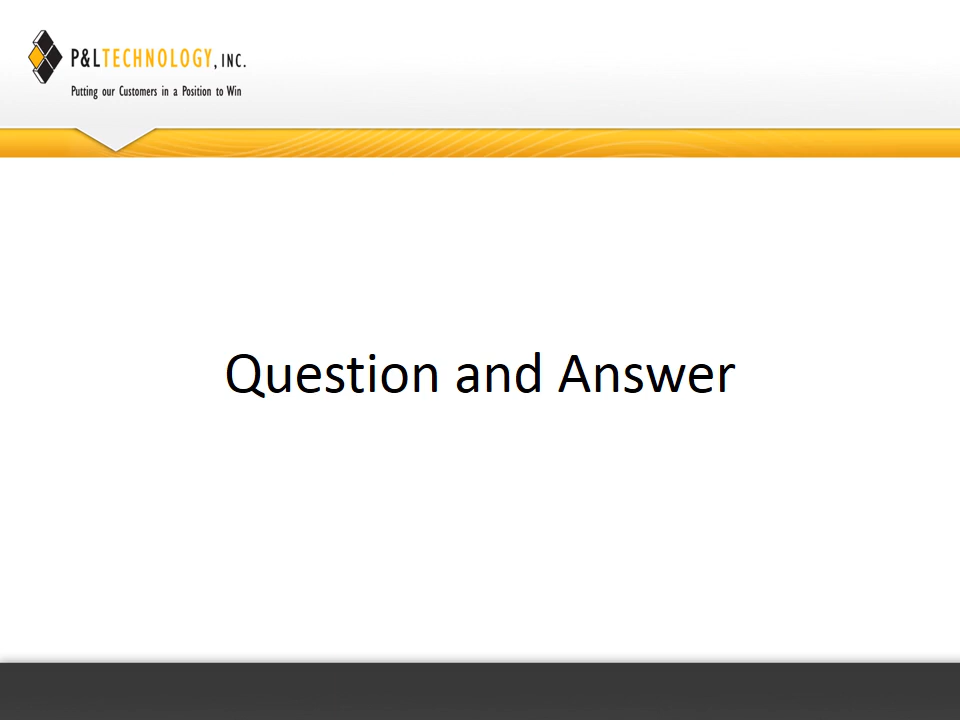 P&LTECHNOLOGY, INC.
Putting our Customers in a Position to Win
Question and Answer